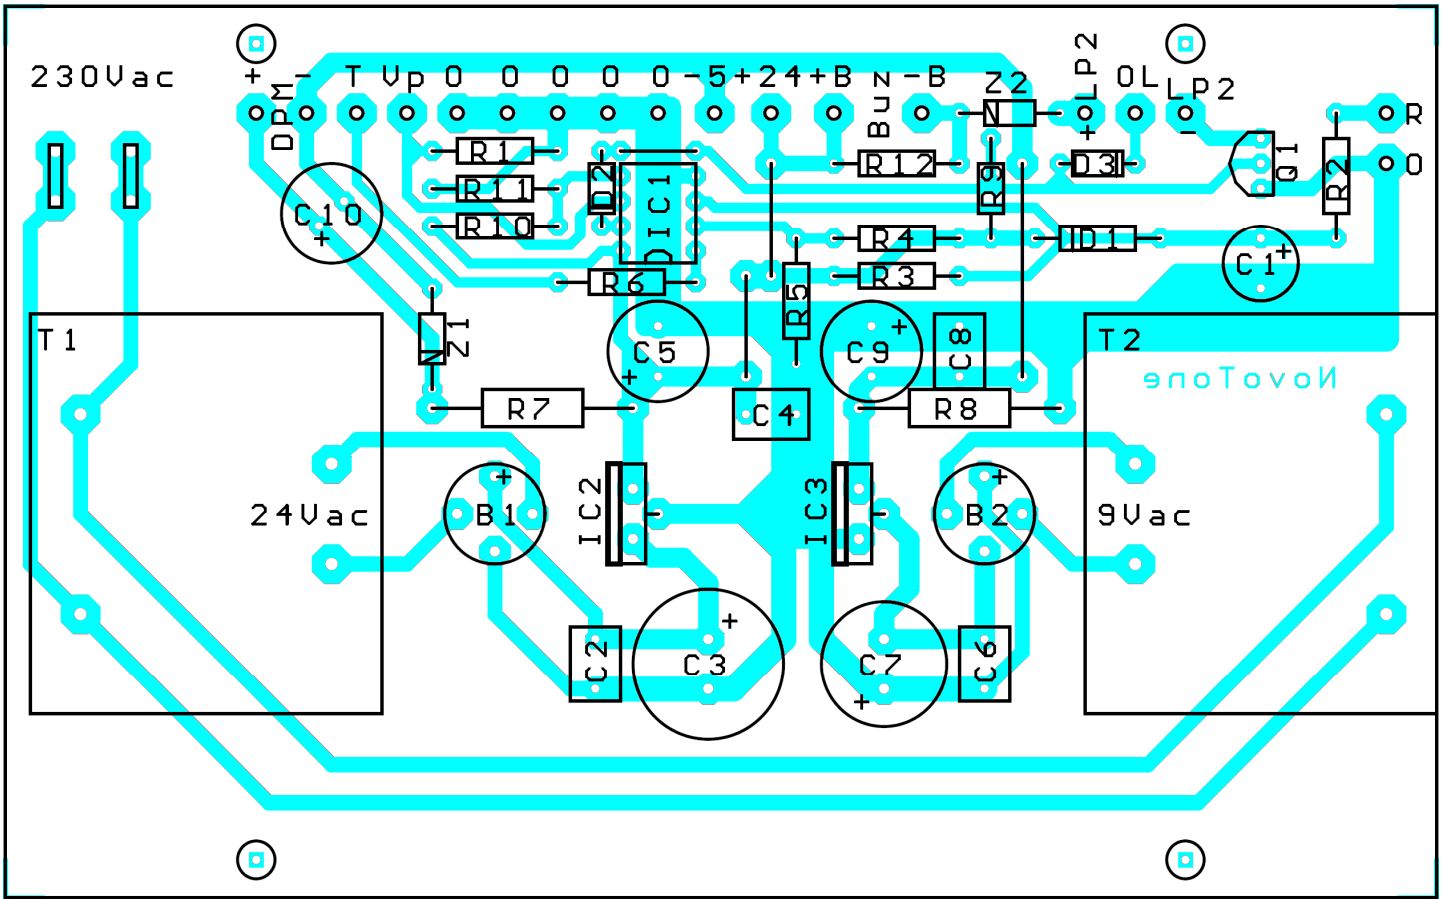 230Vac
+ - T Vp 0 0 0 0 0 -5 +24 +B Buz -B Z2 LP2 OL LP2
DPM
+
-
R
R1
R12
D3
Q1
R2
0
R11
D2
IC1
R9
C10
+
R10
R4
D1
C1
+
R6
R3
R5
T1
Z1
C5
+
C9
+
C8
T2
NovoTone
R7
C4
R8
24Vac
B1
+
IC2
IC3
B2
+
9Vac
C2
C3
+
C7
+
C6